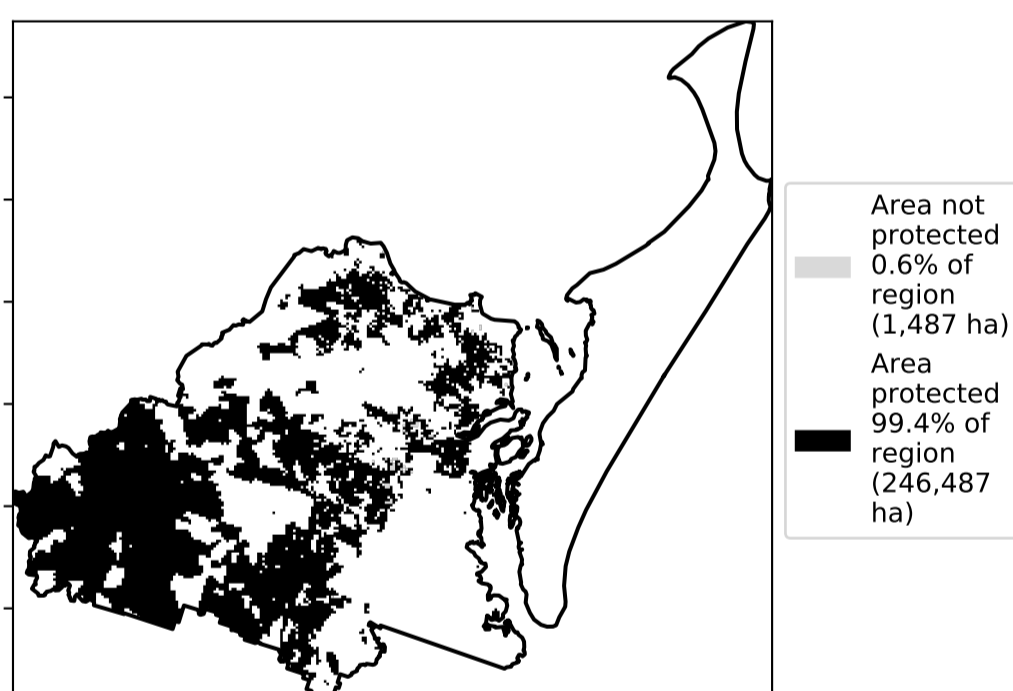 Area not
protected
0.6% of
region
(1,487 ha)
Area
protected
99.4% of
region
(246,487
ha)